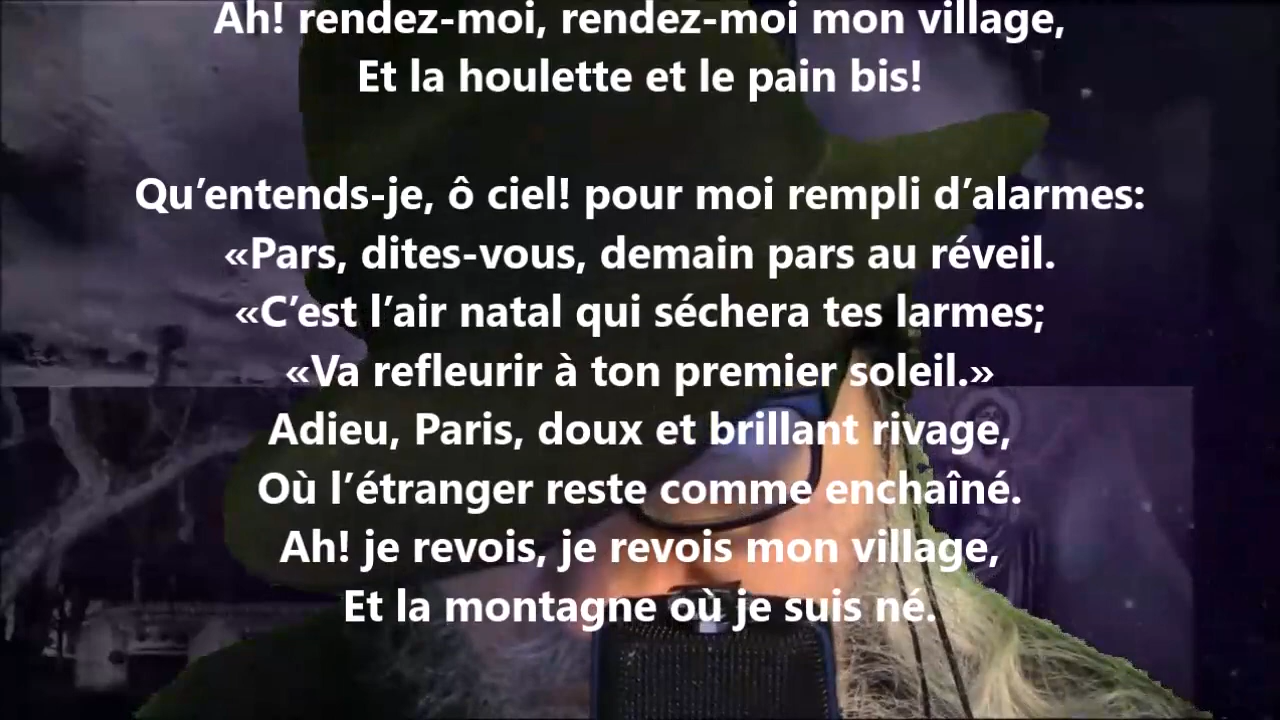 Ah! rendez-moi, rendez-moi mon village,
Et la houlette et le pain bis!
Qu’entends-je, ô ciel! pour moi rempli d’alarmes:
«Pars, dites-vous, demain pars au réveil.
«C’est l’air natal qui séchera tes larmes;
«Va refleurir à ton premier soleil.»
Adieu, Paris, doux et brillant rivage,
Où l’étranger reste comme enchaîné.
Ah! je revois, je revois mon village,
Et la montagne où je suis né.